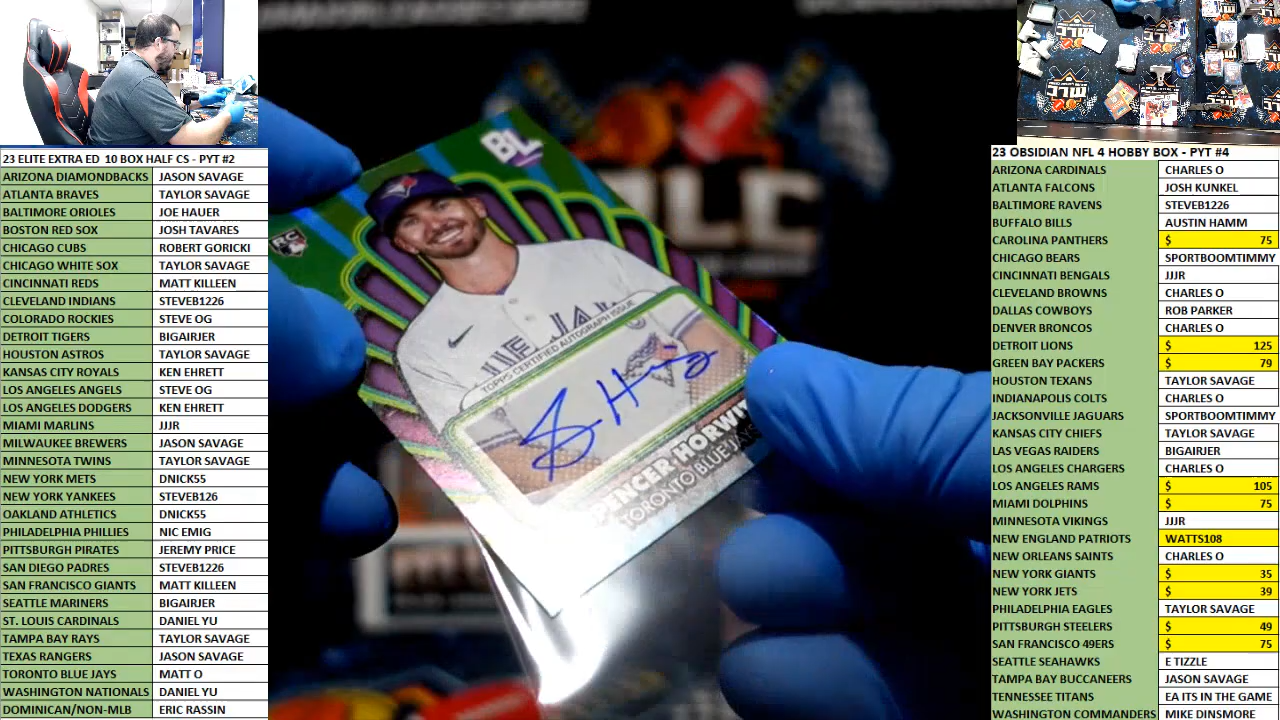 23 ELITE EXTRA ED 10 BOX HALF CS - PYT #2
ARIZONA DIAMONDBACKS JASON SAVAGE
ATLANTA BRAVES TAYLOR SAVAGE
BALTIMORE ORIOLES JOE HAUER
BOSTON RED SOX JOSH TAVARES
CHICAGO CUBS ROBERT GORICKI
CHICAGO WHITE SOX TAYLOR SAVAGE
CINCINNATI REDS MATT KILLEEN
CLEVELAND INDIANS STEVEB1226
COLORADO ROCKIES STEVE OG
DETROIT TIGERS BIGAIRJER
HOUSTON ASTROS TAYLOR SAVAGE
KANSAS CITY ROYALS KEN EHRETT
LOS ANGELES ANGELS STEVE OG
LOS ANGELES DODGERS KEN EHRETT
MIAMI MARLINS JJJR
MILWAUKEE BREWERS JASON SAVAGE
MINNESOTA TWINS TAYLOR SAVAGE
NEW YORK METS DNICK55
NEW YORK YANKEES STEVEB126
OAKLAND ATHLETICS DNICK55
PHILADELPHIA PHILLIES NIC EMIG
PITTSBURGH PIRATES JEREMY PRICE
SAN DIEGO PADRES STEVEB1226
SAN FRANCISCO GIANTS MATT KILLEEN
SEATTLE MARINERS BIGAIRJER
ST. LOUIS CARDINALS DANIEL YU
TAMPA BAY RAYS TAYLOR SAVAGE
TEXAS RANGERS JASON SAVAGE
TORONTO BLUE JAYS MATT O
WASHINGTON NATIONALS DANIEL YU
DOMINICAN/NON-MLB ERIC RASSIN
BL
RC
TOPPS CERTIFIED AUTOGRAPH ISSUE
SPENCER HORWI
TORONTO BLUE JAYS
23 OBSIDIAN NFL 4 HOBBY BOX - PYT #4
ARIZONA CARDINALS CHARLES O
ATLANTA FALCONS JOSH KUNKEL
BALTIMORE RAVENS STEVEB1226
BUFFALO BILLS AUSTIN HAMM
CAROLINA PANTHERS $ 75
CHICAGO BEARS SPORTBOOMTIMMY
CINCINNATI BENGALS JJJR
CLEVELAND BROWNS CHARLES O
DALLAS COWBOYS ROB PARKER
DENVER BRONCOS CHARLES O
DETROIT LIONS $ 125
GREEN BAY PACKERS $ 79
HOUSTON TEXANS TAYLOR SAVAGE
INDIANAPOLIS COLTS CHARLES O
JACKSONVILLE JAGUARS SPORTBOOMTIMMY
KANSAS CITY CHIEFS TAYLOR SAVAGE
LAS VEGAS RAIDERS BIGAIRJER
LOS ANGELES CHARGERS CHARLES O
LOS ANGELES RAMS $ 105
MIAMI DOLPHINS $ 75
MINNESOTA VIKINGS JJJR
NEW ENGLAND PATRIOTS WATTS108
NEW ORLEANS SAINTS CHARLES O
NEW YORK GIANTS $ 35
NEW YORK JETS $ 39
PHILADELPHIA EAGLES TAYLOR SAVAGE
PITTSBURGH STEELERS $ 49
SAN FRANCISCO 49ERS $ 75
SEATTLE SEAHAWKS E TIZZLE
TAMPA BAY BUCCANEERS JASON SAVAGE
TENNESSEE TITANS EA ITS IN THE GAME
WASHINGTON COMMANDERS MIKE DINSMORE